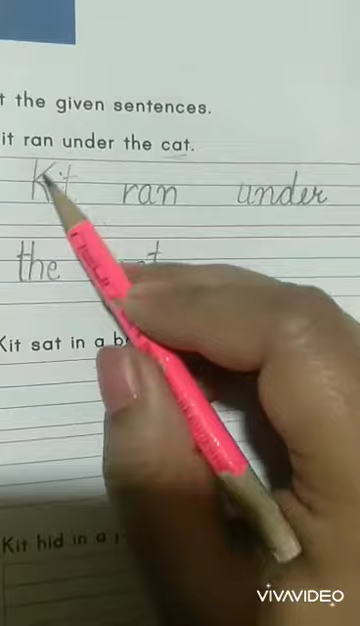 t the given sentences.
it ran under the cat.
Kit ran under
the
Kit sat in a
Kit hid in a
VIVAVIDEO